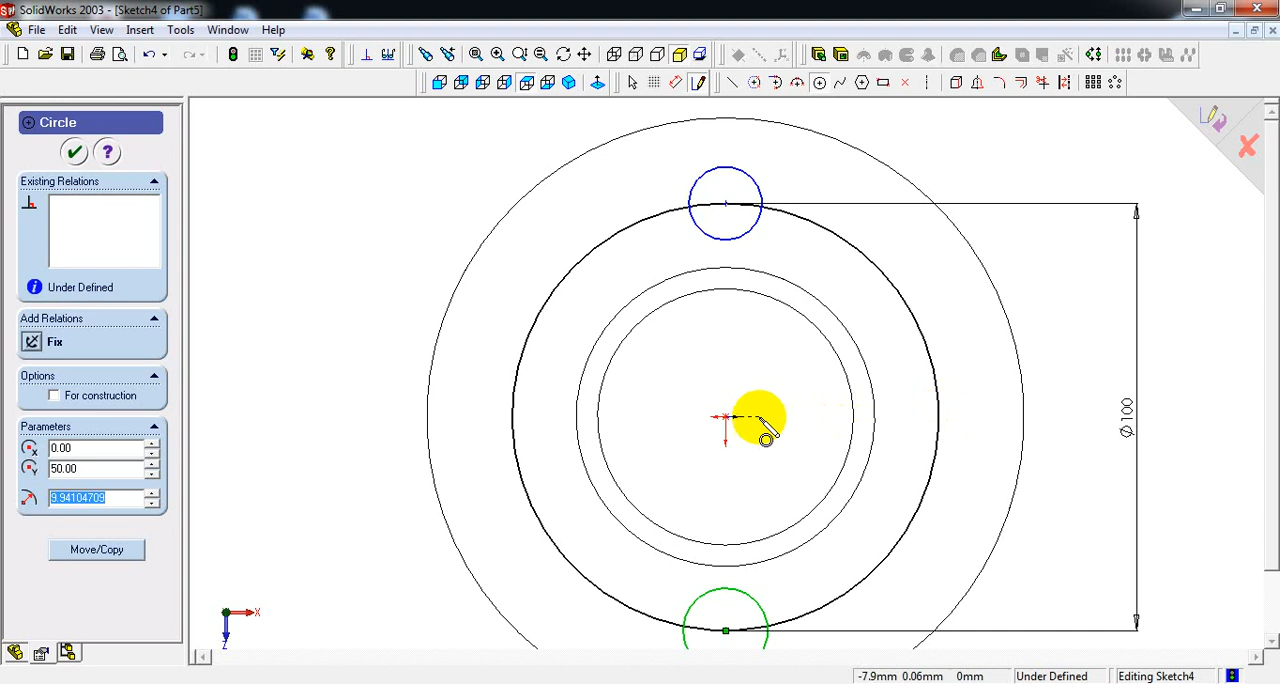 SolidWorks 2003 - [Sketch4 of Part5]
File Edit View Insert Tools Window Help
Circle
Existing Relations
Under Defined
Add Relations
Fix
Options
For construction
Parameters
0.00
50.00
9.94104709
Move/Copy
Ø100
X
Z
-7.9mm 0.06mm 0mm Under Defined Editing Sketch4